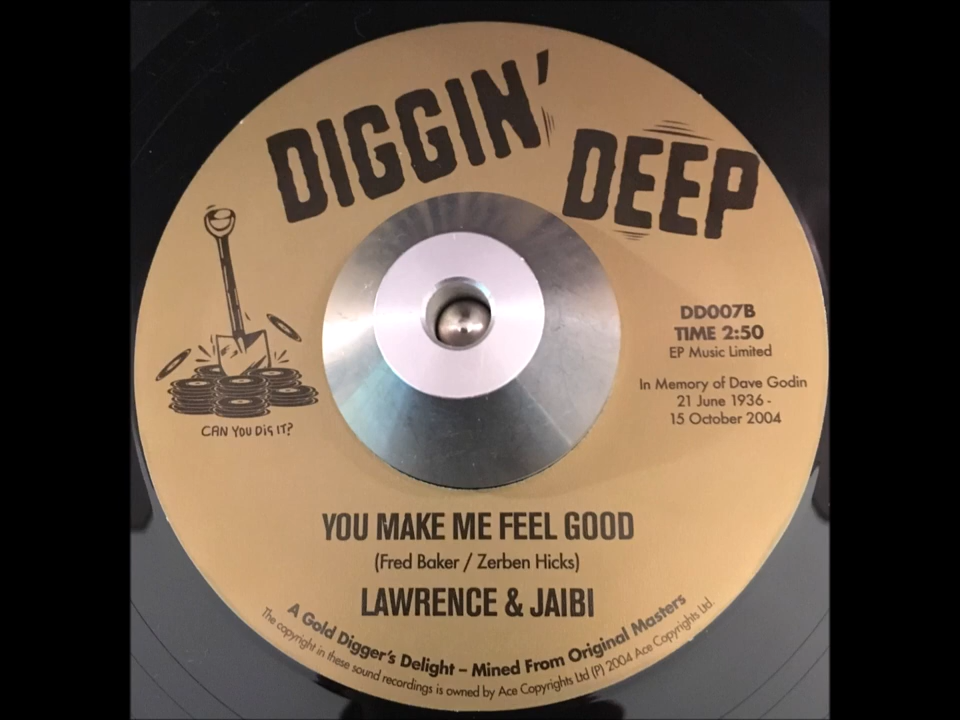 DIGGIN' DEEP
CAN YOU DIG IT?
DD007B
TIME 2:50
EP Music Limited
In Memory of Dave Godin
21 June 1936 -
15 October 2004
YOU MAKE ME FEEL GOOD
(Fred Baker / Zerben Hicks)
LAWRENCE & JAIBI
A Gold Digger's Delight – Mined From Original Masters
The copyright in these sound recordings is owned by Ace Copyrights Ltd (P) 2004 Ace Copyrights Ltd.